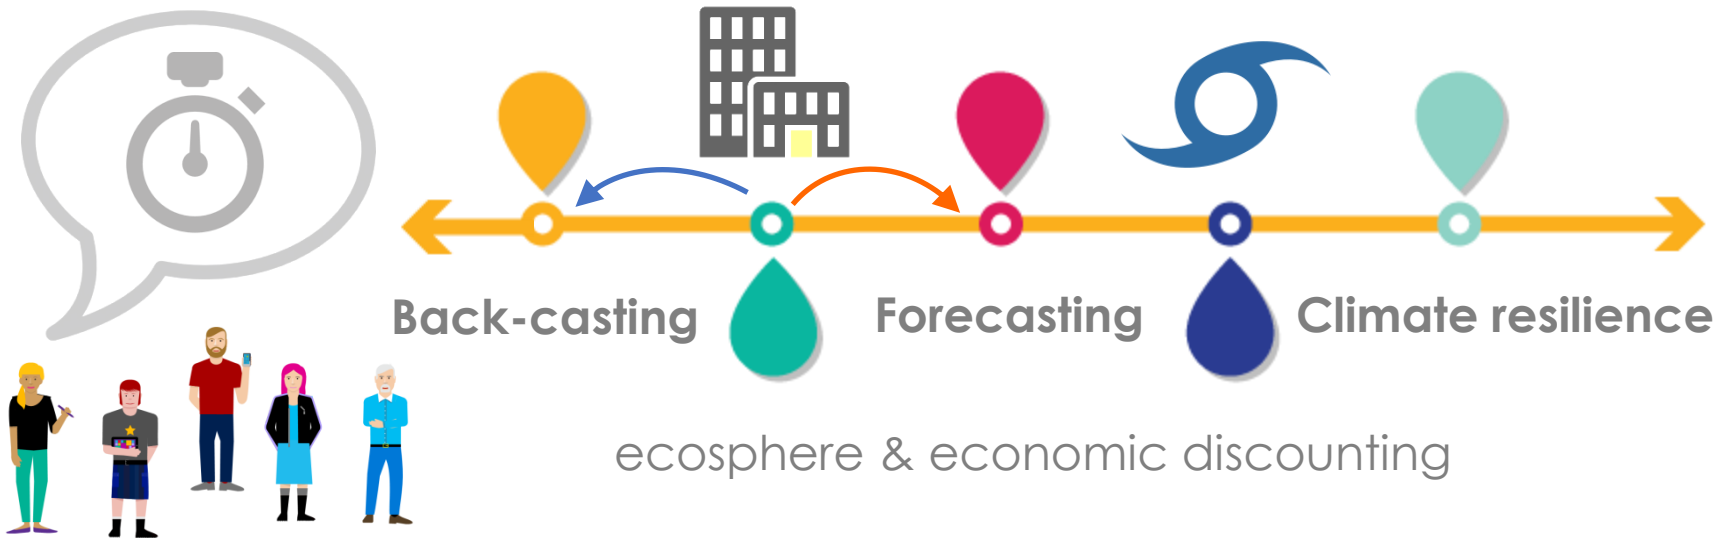 Back-casting
Forecasting
Climate resilience
ecosphere & economic discounting